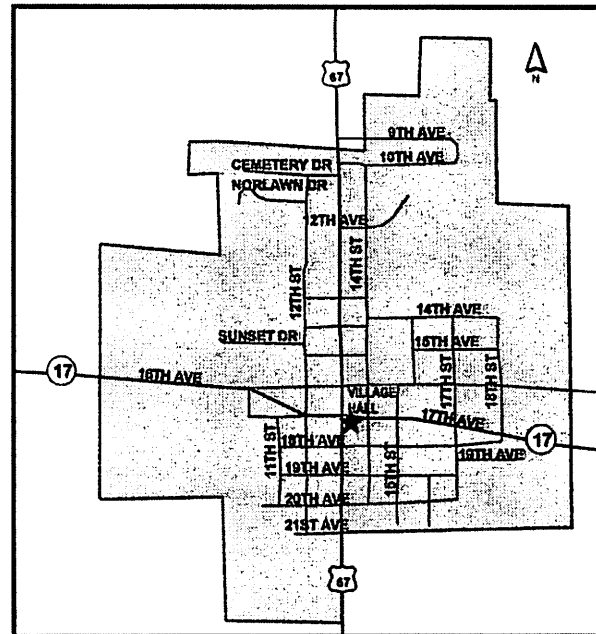 67
N
9TH AVE
10TH AVE
CEMETERY DR
NORLAWN DR
12TH AVE
12TH ST
14TH ST
14TH AVE
SUNSET DR
15TH AVE
17
16TH AVE
17TH ST
18TH ST
VILLAGE
HALL
17TH AVE
17
11TH ST
18TH AVE
16TH ST
19TH AVE
19TH AVE
20TH AVE
21ST AVE
67